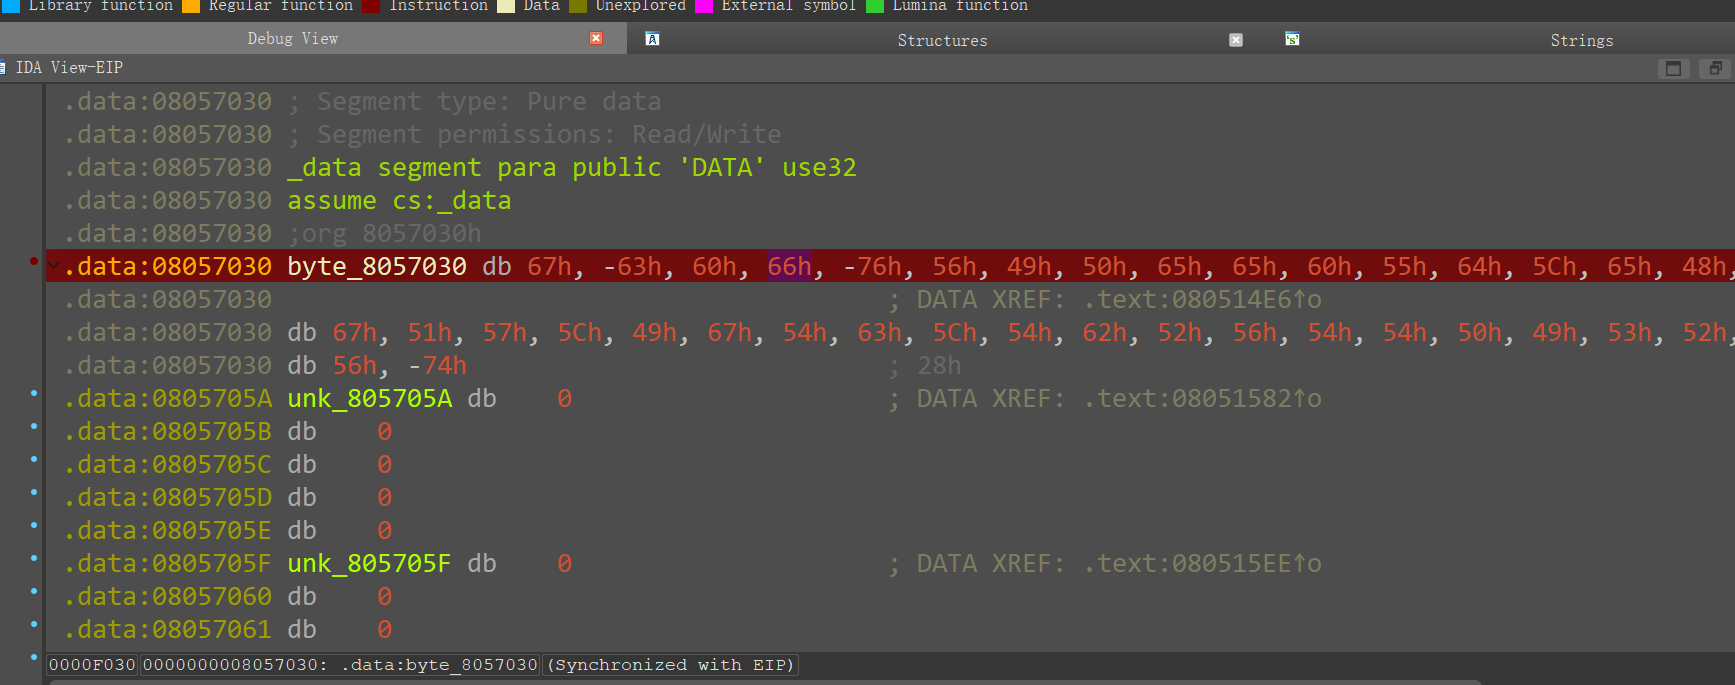 Library function Regular function Instruction Data Unexplored External symbol Lumina function
Debug View Structures Strings
IDA View-EIP
.data:08057030 ; Segment type: Pure data
.data:08057030 ; Segment permissions: Read/Write
.data:08057030 _data segment para public 'DATA' use32
.data:08057030 assume cs:_data
.data:08057030 ;org 8057030h
.data:08057030 byte_8057030 db 67h, -63h, 60h, 66h, -76h, 56h, 49h, 50h, 65h, 65h, 60h, 55h, 64h, 5Ch, 65h, 48h,
.data:08057030 ; DATA XREF: .text:080514E6↑o
.data:08057030 db 67h, 51h, 57h, 5Ch, 49h, 67h, 54h, 63h, 5Ch, 54h, 62h, 52h, 56h, 54h, 54h, 50h, 49h, 53h, 52h,
.data:08057030 db 56h, -74h ; 28h
.data:0805705A unk_805705A db 0 ; DATA XREF: .text:08051582↑o
.data:0805705B db 0
.data:0805705C db 0
.data:0805705D db 0
.data:0805705E db 0
.data:0805705F unk_805705F db 0 ; DATA XREF: .text:080515EE↑o
.data:08057060 db 0
.data:08057061 db 0
0000F030 0000000008057030: .data:byte_8057030 (Synchronized with EIP)